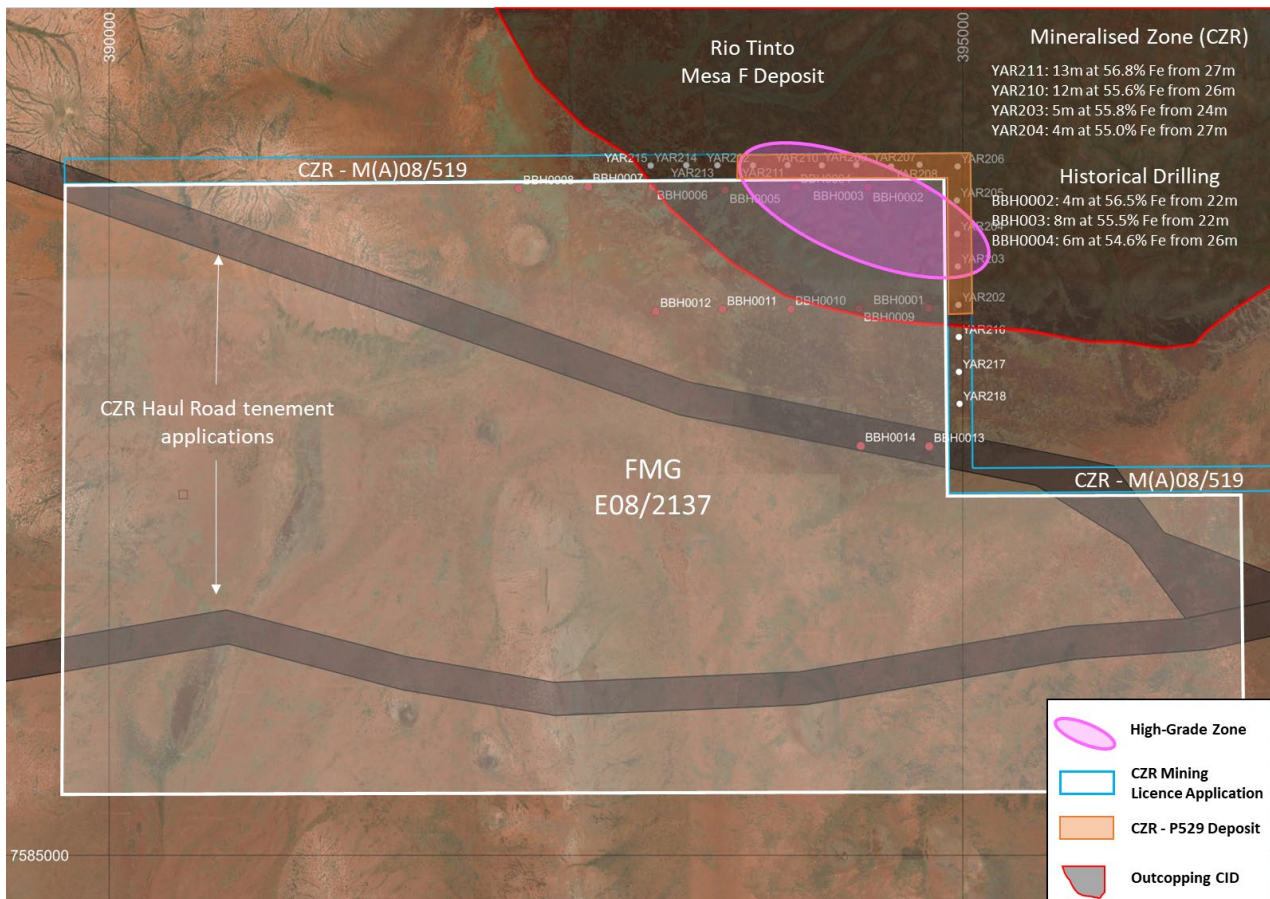 390000
395000
Rio Tinto
Mesa F Deposit
Mineralised Zone (CZR)
YAR211: 13m at 56.8% Fe from 27m
YAR210: 12m at 55.6% Fe from 26m
YAR203: 5m at 55.8% Fe from 24m
YAR204: 4m at 55.0% Fe from 27m
Historical Drilling
BBH0002: 4m at 56.5% Fe from 22m
BBH003: 8m at 55.5% Fe from 22m
BBH0004: 6m at 54.6% Fe from 26m
CZR - M(A)08/519
YAR215
YAR214
YAR213
YAR211
YAR210
YAR207
YAR208
YAR206
YAR205
YAR204
YAR203
YAR202
YAR216
YAR217
YAR218
BBH0008
BBH0007
BBH0006
BBH0005
BBH0004
BBH0003
BBH0002
BBH0012
BBH0011
BBH0010
BBH0001
BBH0009
BBH0014
BBH0013
CZR Haul Road tenement
applications
FMG
E08/2137
CZR - M(A)08/519
7585000
High-Grade Zone
CZR Mining
Licence Application
CZR - P529 Deposit
Outcopping CID